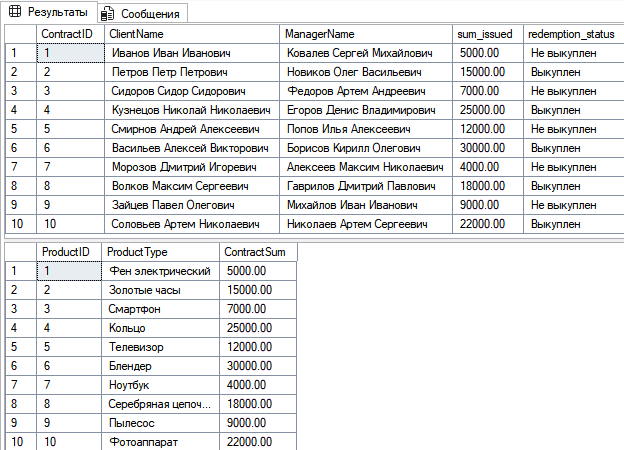 Результаты Сообщения
ContractID ClientName ManagerName sum_issued redemption_status
1 1 Иванов Иван Иванович Ковалев Сергей Михайлович 5000.00 Не выкуплен
2 2 Петров Петр Петрович Новиков Олег Васильевич 15000.00 Выкуплен
3 3 Сидоров Сидор Сидорович Федоров Артем Андреевич 7000.00 Не выкуплен
4 4 Кузнецов Николай Николаевич Егоров Денис Владимирович 25000.00 Выкуплен
5 5 Смирнов Андрей Алексеевич Попов Илья Алексеевич 12000.00 Не выкуплен
6 6 Васильев Алексей Викторович Борисов Кирилл Олегович 30000.00 Выкуплен
7 7 Морозов Дмитрий Игоревич Алексеев Максим Николаевич 4000.00 Не выкуплен
8 8 Волков Максим Сергеевич Гаврилов Дмитрий Павлович 18000.00 Выкуплен
9 9 Зайцев Павел Олегович Михайлов Иван Иванович 9000.00 Не выкуплен
10 10 Соловьев Артем Николаевич Николаев Артем Сергеевич 22000.00 Выкуплен
ProductID ProductType ContractSum
1 1 Фен электрический 5000.00
2 2 Золотые часы 15000.00
3 3 Смартфон 7000.00
4 4 Кольцо 25000.00
5 5 Телевизор 12000.00
6 6 Блендер 30000.00
7 7 Ноутбук 4000.00
8 8 Серебряная цепоч... 18000.00
9 9 Пылесос 9000.00
10 10 Фотоаппарат 22000.00